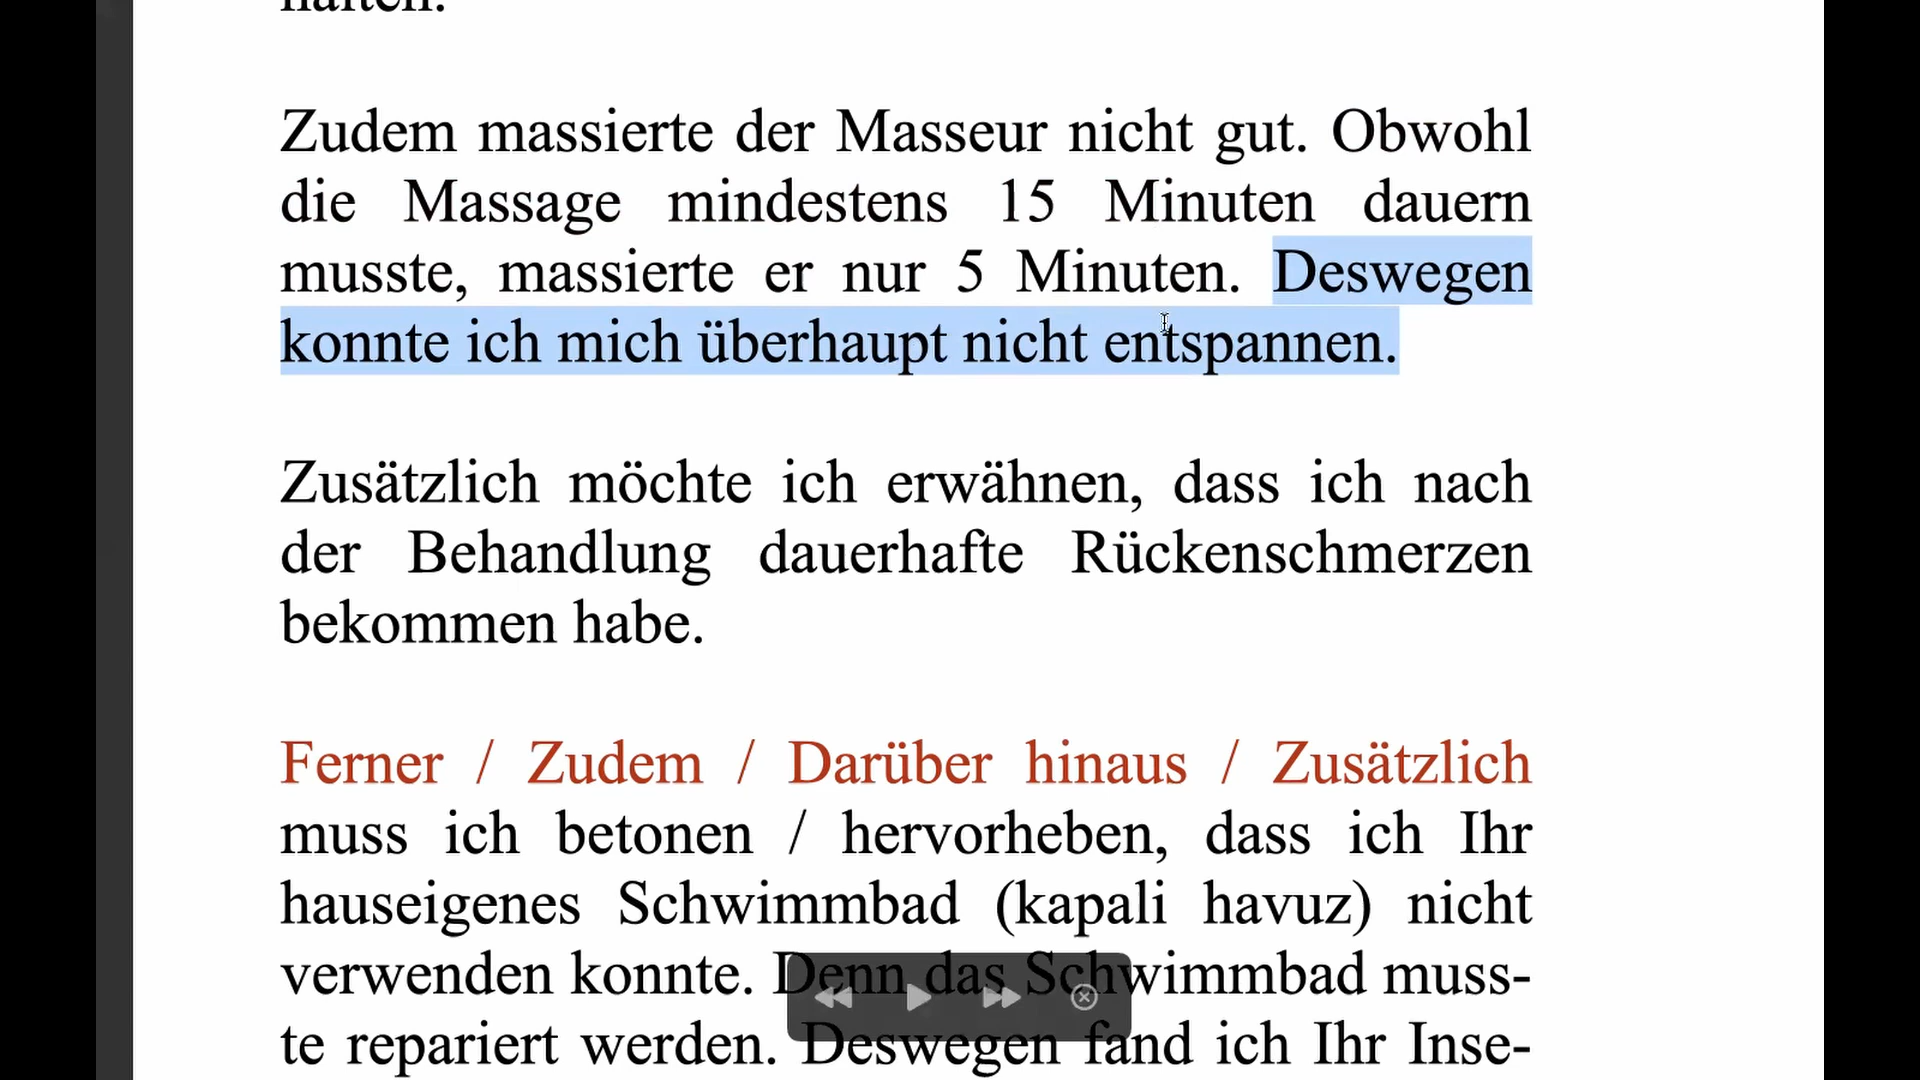 halten.
Zudem massierte der Masseur nicht gut. Obwohl
die Massage mindestens 15 Minuten dauern
musste, massierte er nur 5 Minuten. Deswegen
konnte ich mich überhaupt nicht entspannen.
Zusätzlich möchte ich erwähnen, dass ich nach
der Behandlung dauerhafte Rückenschmerzen
bekommen habe.
Ferner / Zudem / Darüber hinaus / Zusätzlich
muss ich betonen / hervorheben, dass ich Ihr
hauseigenes Schwimmbad (kapali havuz) nicht
verwenden konnte. Denn das Schwimmbad muss-
te repariert werden. Deswegen fand ich Ihr Inse-